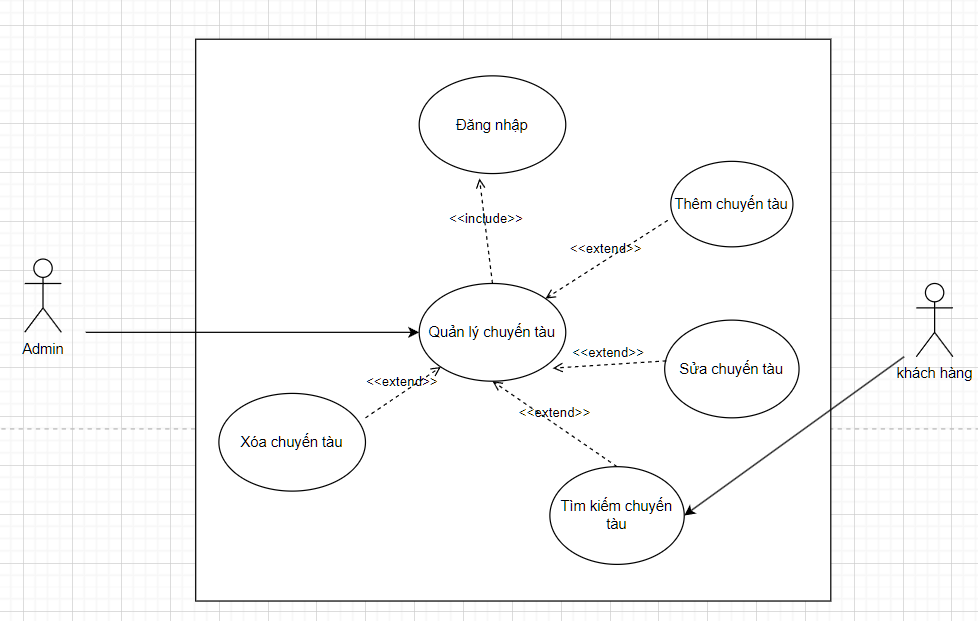 Đăng nhập
Thêm chuyến tàu
<<include>>
<<extend>>
Quản lý chuyến tàu
Admin
<<extend>>
Sửa chuyến tàu
khách hàng
<<extend>>
<<extend>>
Xóa chuyến tàu
Tìm kiếm chuyến
tàu